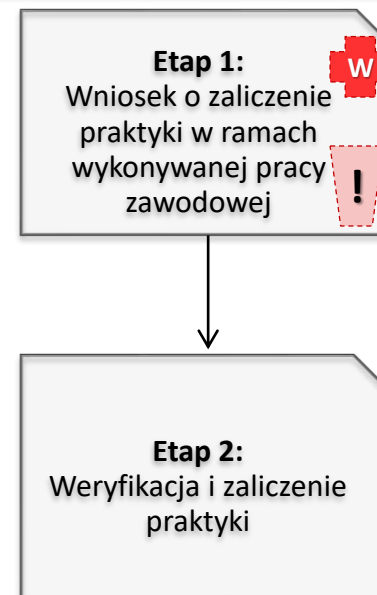 Etap 1:
Wniosek o zaliczenie
praktyki w ramach
wykonywanej pracy
zawodowej
W
!
Etap 2:
Weryfikacja i zaliczenie
praktyki